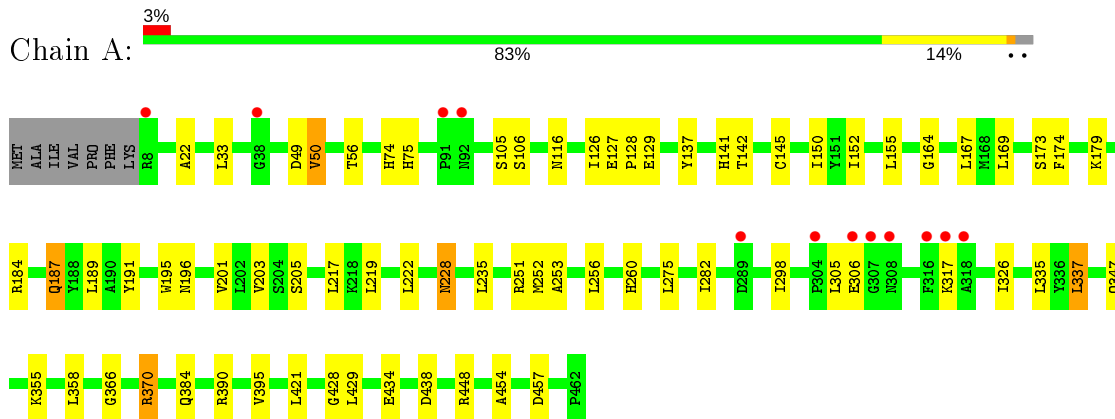 3%
Chain A:
83% 14% • •
MET ALA ILE VAL PRO PHE LYS R8 A22 L33 G38 D49 V50 T56 H74 H75 P91 N92 S105 S106 N116 I126 E127 P128 E129 Y137 H141 T142 C145 I150 Y151 I152 L155 G164 L167 M168 L169 S173 F174 K179
R184 Q187 Y188 L189 A190 Y191 W195 N196 V201 L202 V203 S204 S205 L217 K218 L219 L222 N228 L235 R251 M252 A253 L256 H260 L275 I282 D289 I298 P304 L305 E306 G307 N308 F316 K317 A318 I326 L335 Y336 L337 Q347
K355 L358 G366 R370 Q384 R390 V395 L421 G428 L429 E434 D438 R448 A454 D457 P462